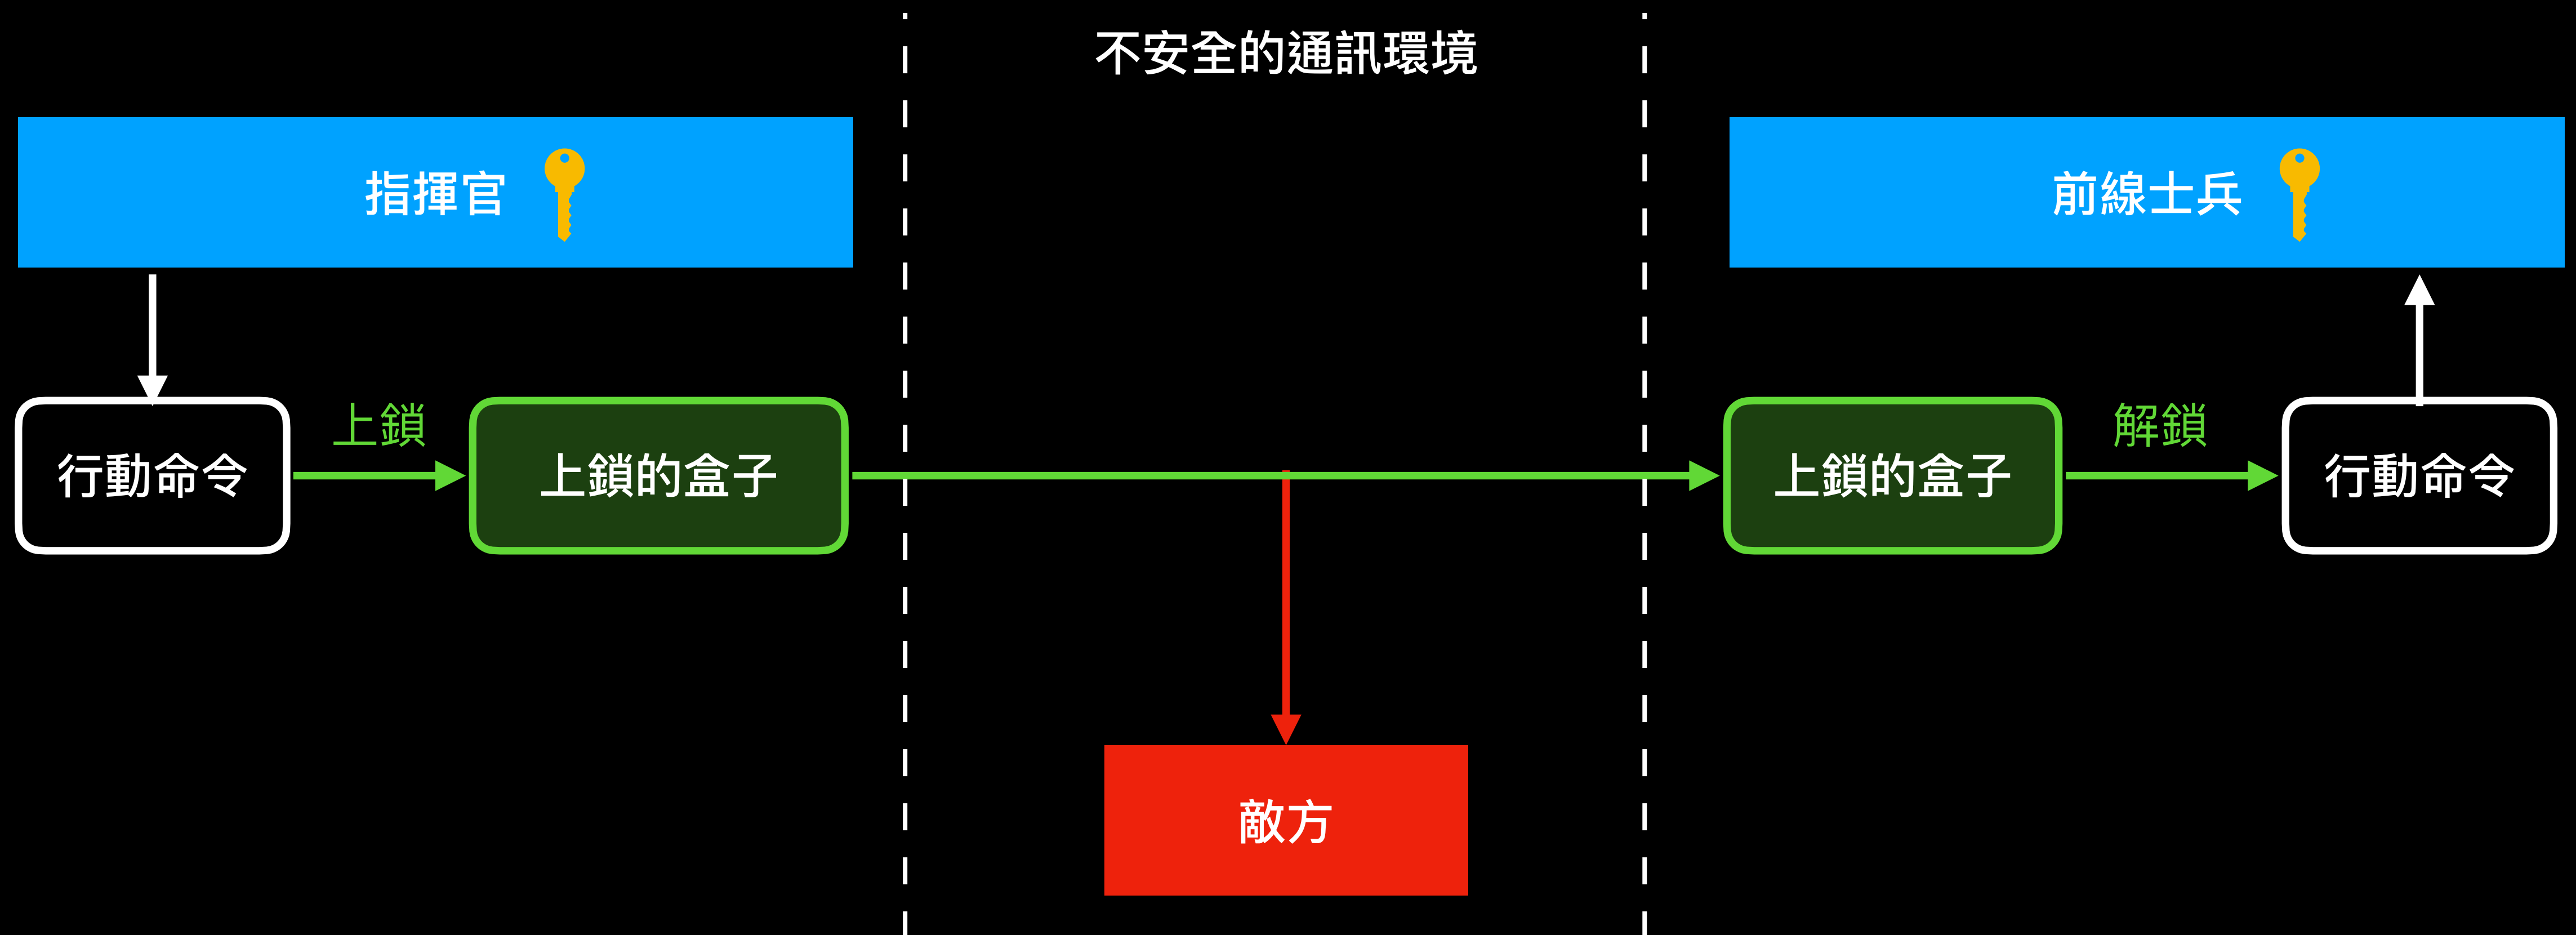 不安全的通訊環境
指揮官
前線士兵
行動命令
上鎖
上鎖的盒子
上鎖的盒子
解鎖
行動命令
敵方